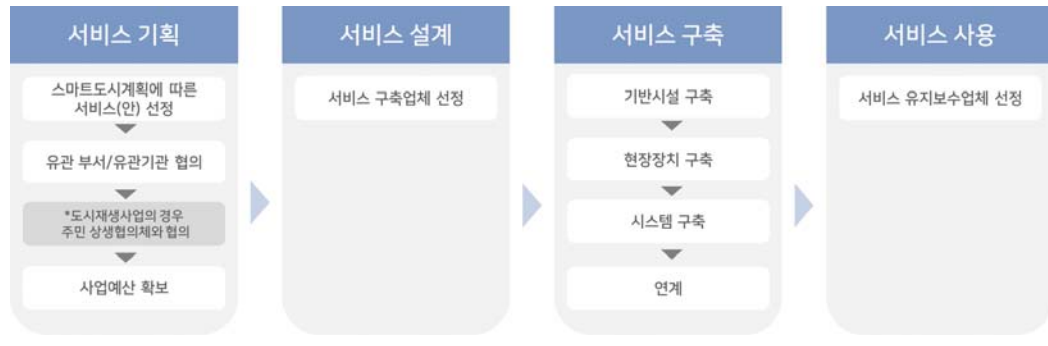 서비스 기획
스마트도시계획에 따른
서비스(안) 선정
유관 부서/유관기관 협의
*도시재생사업의 경우
주민 상생협의체와 협의
사업예산 확보
서비스 설계
서비스 구축업체 선정
서비스 구축
기반시설 구축
현장장치 구축
시스템 구축
연계
서비스 사용
서비스 유지보수업체 선정